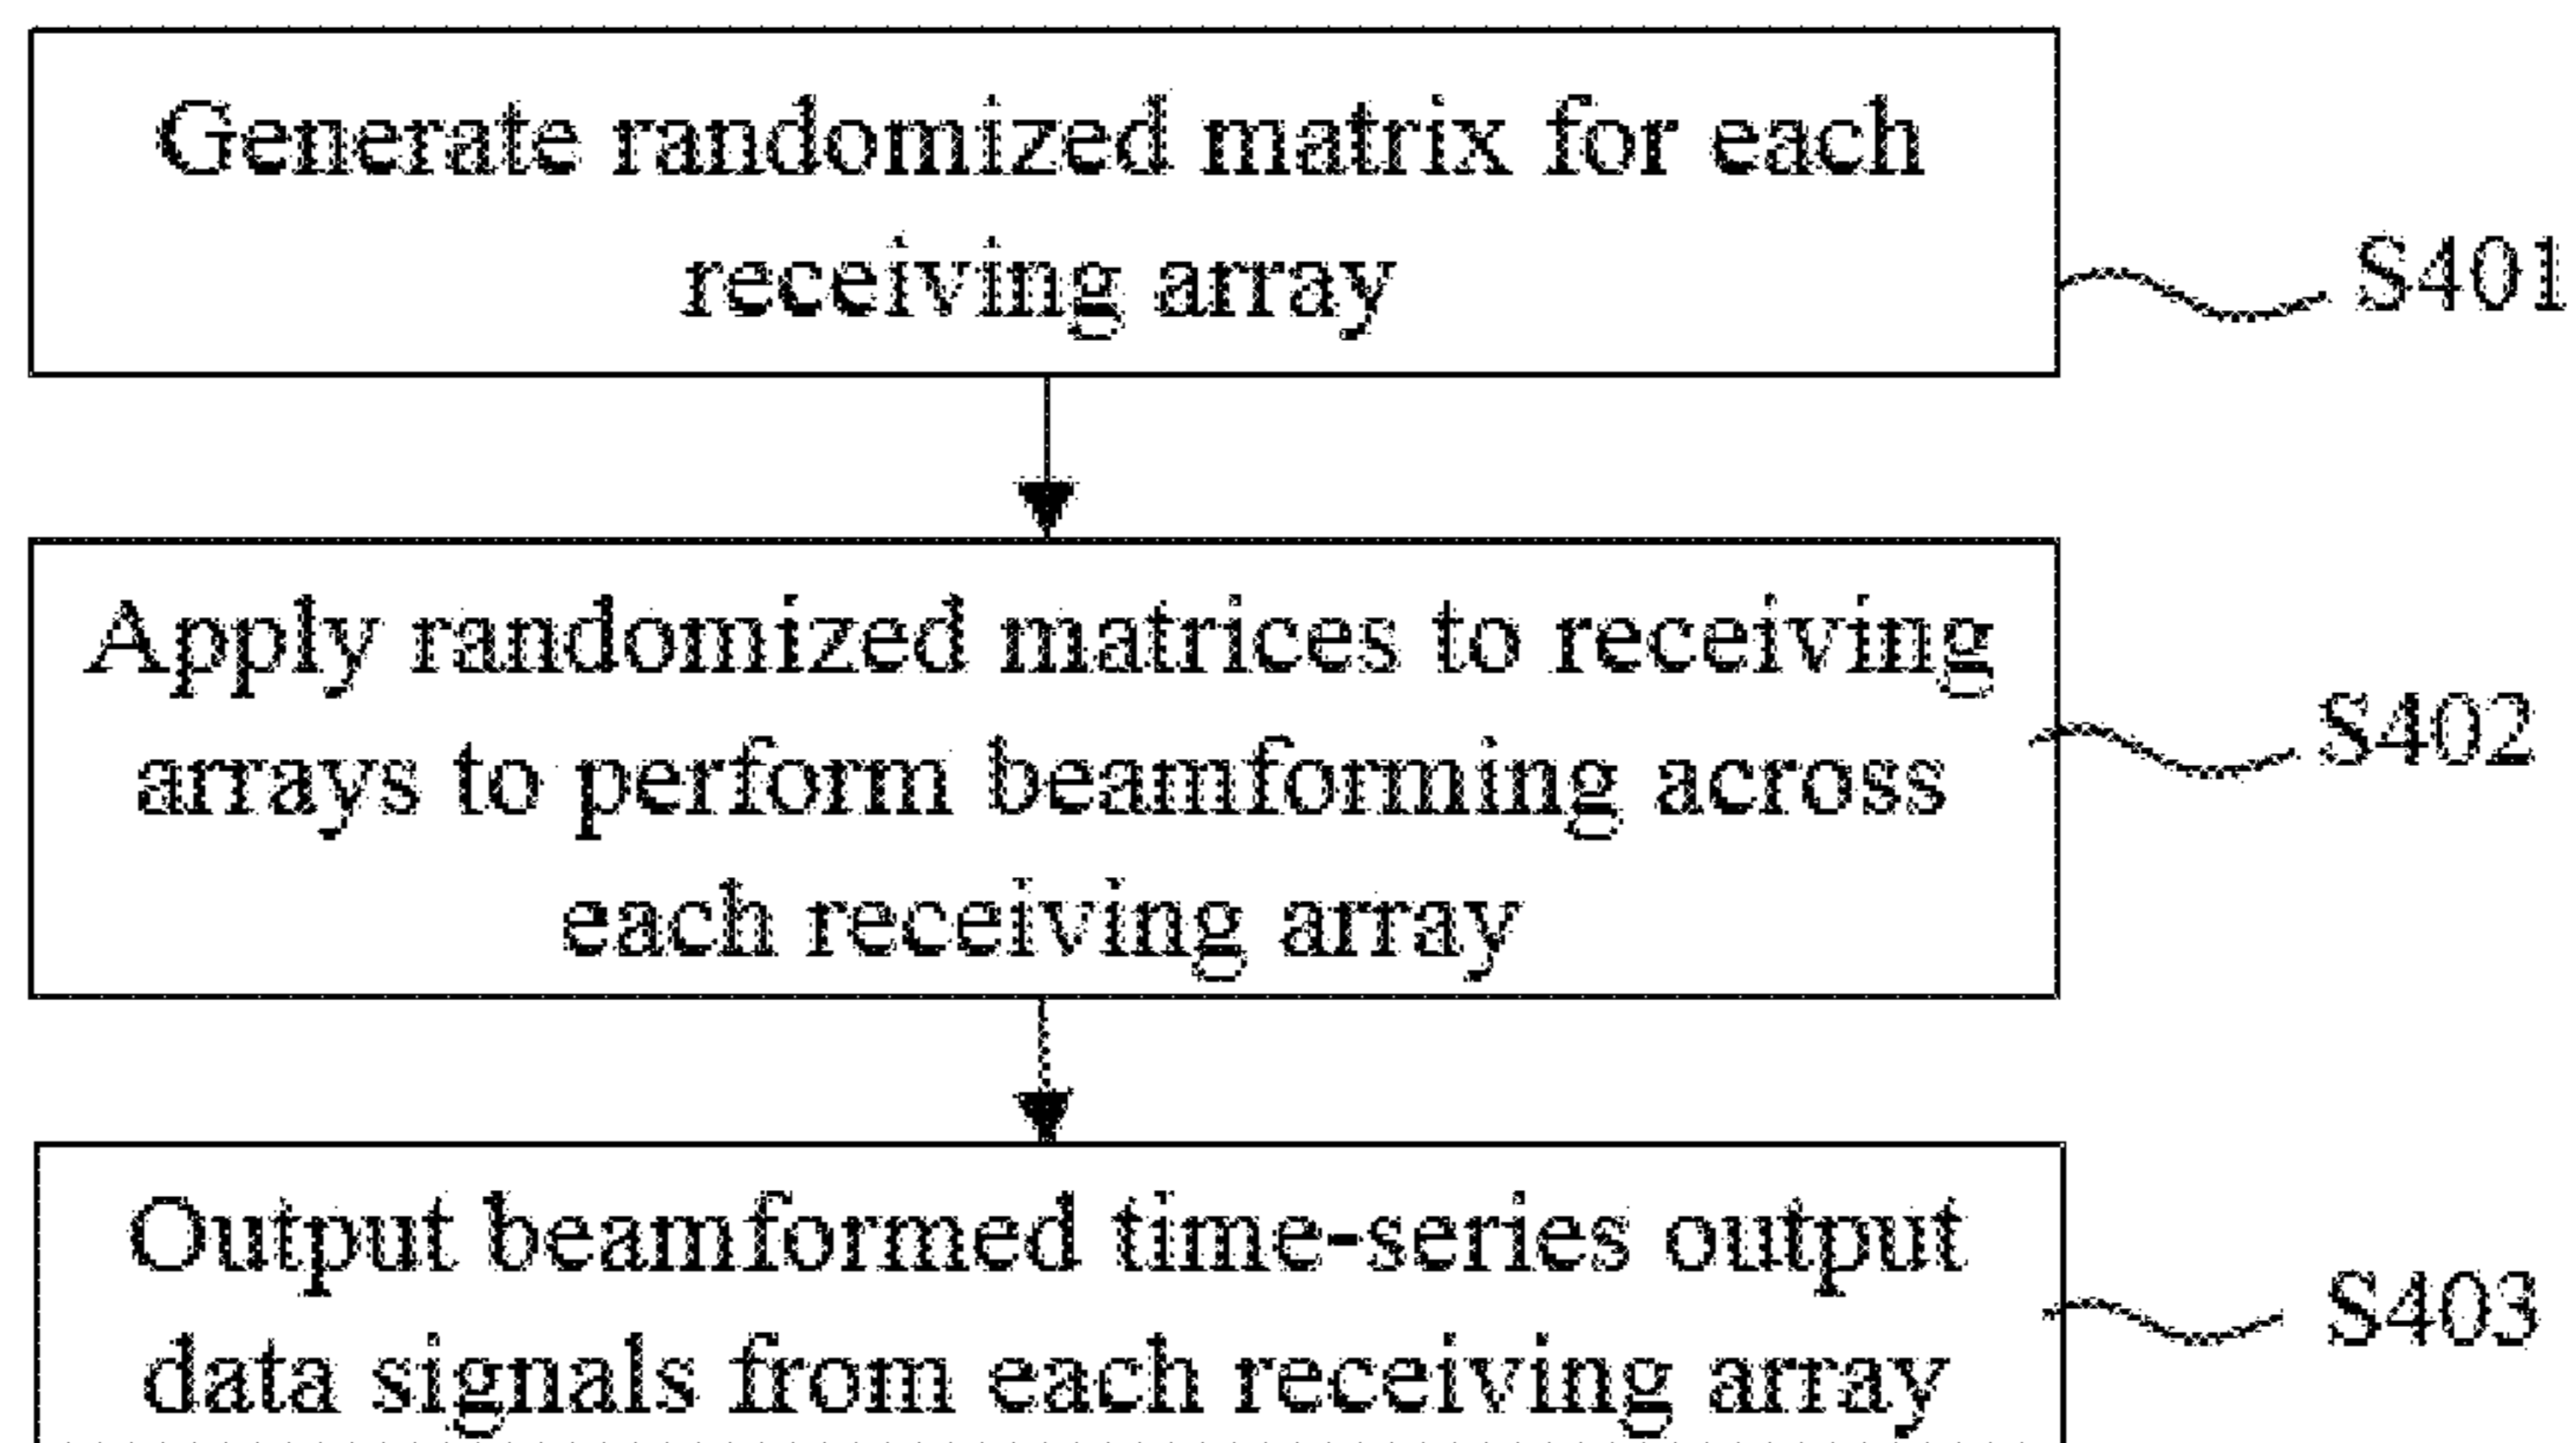 Generate randomized matrix for each
receiving array
S401
Apply randomized matrices to receiving
arrays to perform beamforming across
each receiving array
S402
Output beamformed time-series output
data signals from each receiving array
S403